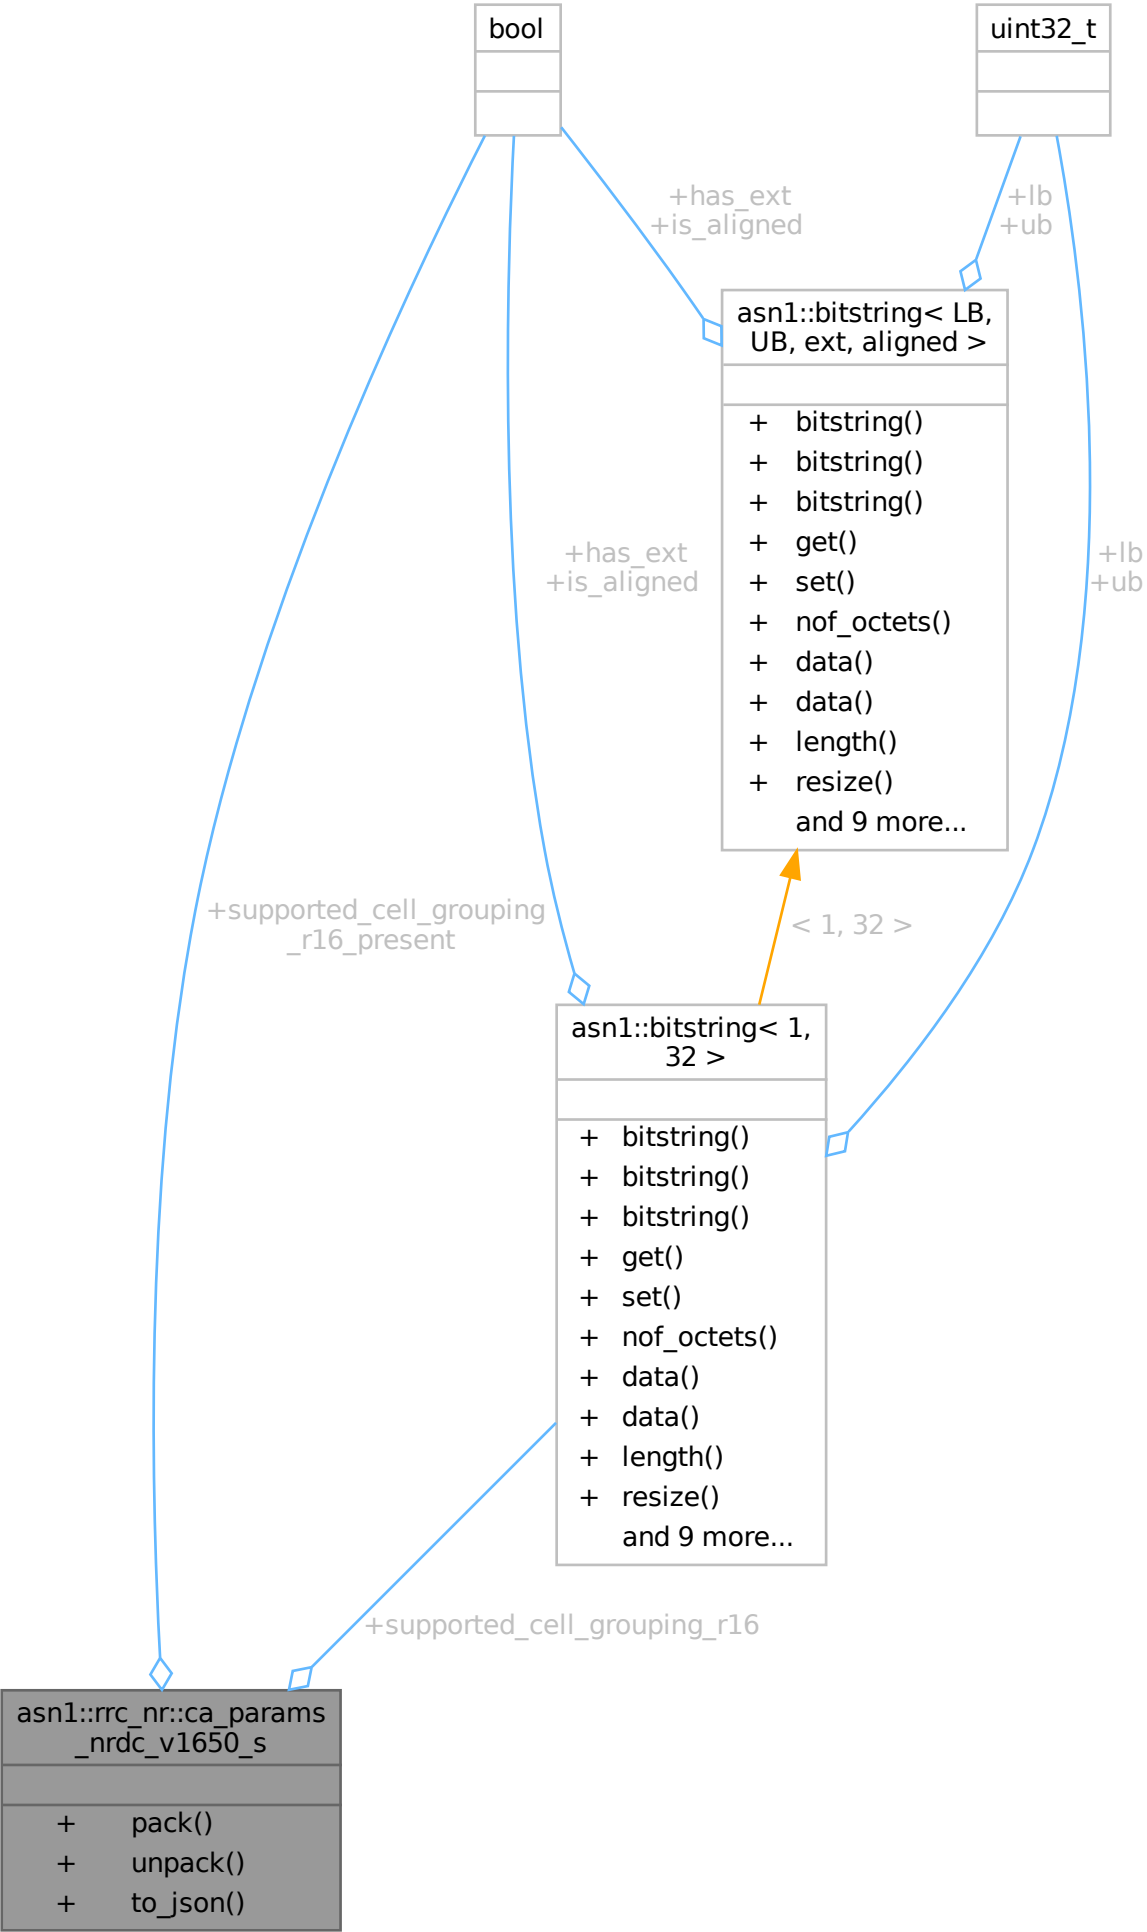 bool
uint32_t
+has_ext
+is_aligned
+lb
+ub
asn1::bitstring< LB,
UB, ext, aligned >
+ bitstring()
+ bitstring()
+ bitstring()
+ get()
+ set()
+ nof_octets()
+ data()
+ data()
+ length()
+ resize()
and 9 more...
+has_ext
+is_aligned
+lb
+ub
+supported_cell_grouping
_r16_present
< 1, 32 >
asn1::bitstring< 1,
32 >
+ bitstring()
+ bitstring()
+ bitstring()
+ get()
+ set()
+ nof_octets()
+ data()
+ data()
+ length()
+ resize()
and 9 more...
+supported_cell_grouping_r16
asn1::rrc_nr::ca_params
_nrdc_v1650_s
+ pack()
+ unpack()
+ to_json()